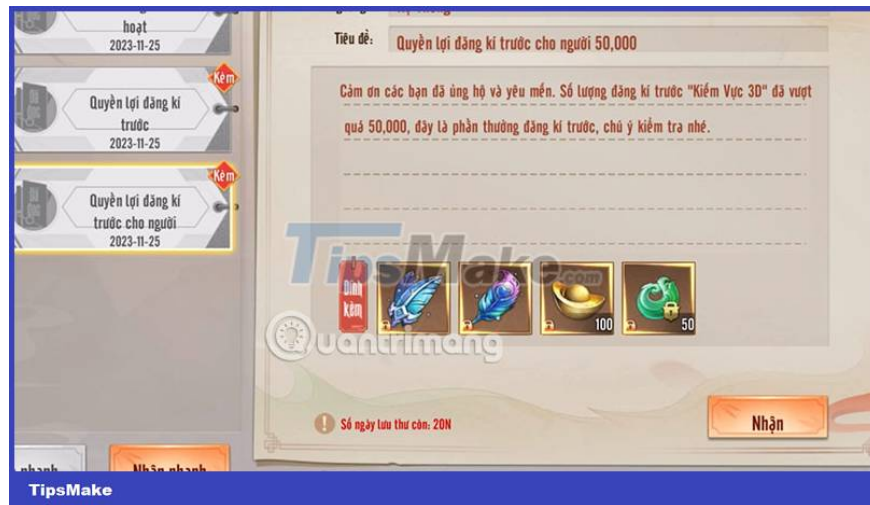 hoạt
2023-11-25
Kèm
Quyền lợi đăng kí
trước
2023-11-25
Kèm
Quyền lợi đăng kí
trước cho người
2023-11-25
Tiêu đề:
Quyền lợi đăng kí trước cho người 50,000
Cảm ơn các bạn đã ủng hộ và yêu mến. Số lượng đăng kí trước "Kiếm Vực 3D" đã vượt
quá 50,000, đây là phần thưởng đăng kí trước, chú ý kiểm tra nhé.
TipsMake.com
Đính
kèm
100
50
Quantrimang
Số ngày lưu thư còn: 20N
Nhận
Nhận nhanh
TipsMake